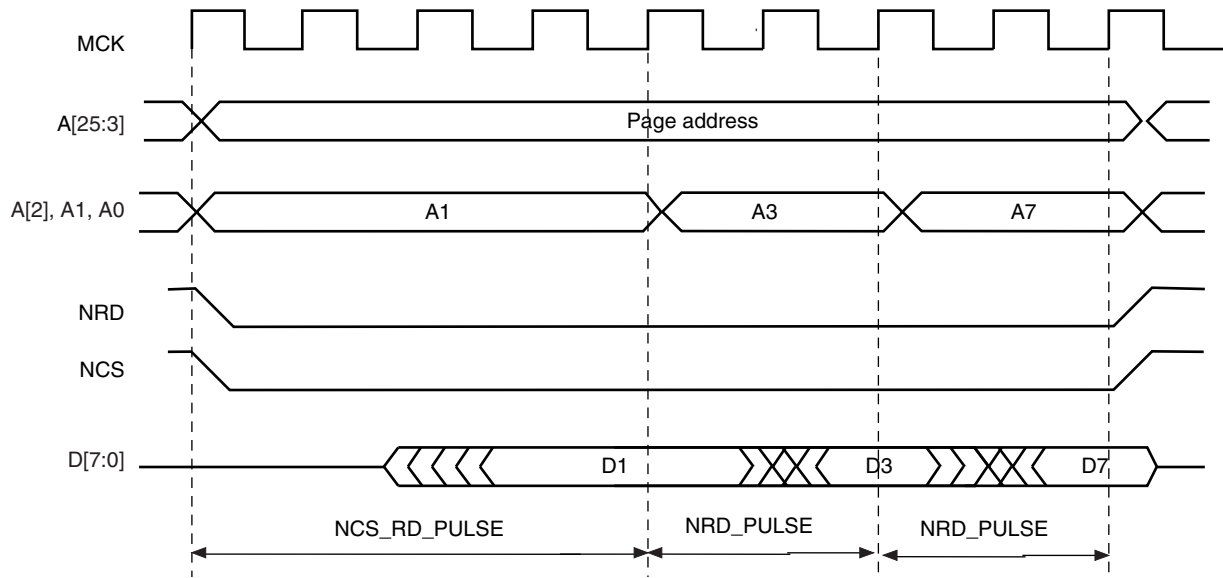 MCK
A[25:3]
Page address
A[2], A1, A0
A1
A3
A7
NRD
NCS
D[7:0]
D1
D3
D7
NCS_RD_PULSE
NRD_PULSE
NRD_PULSE